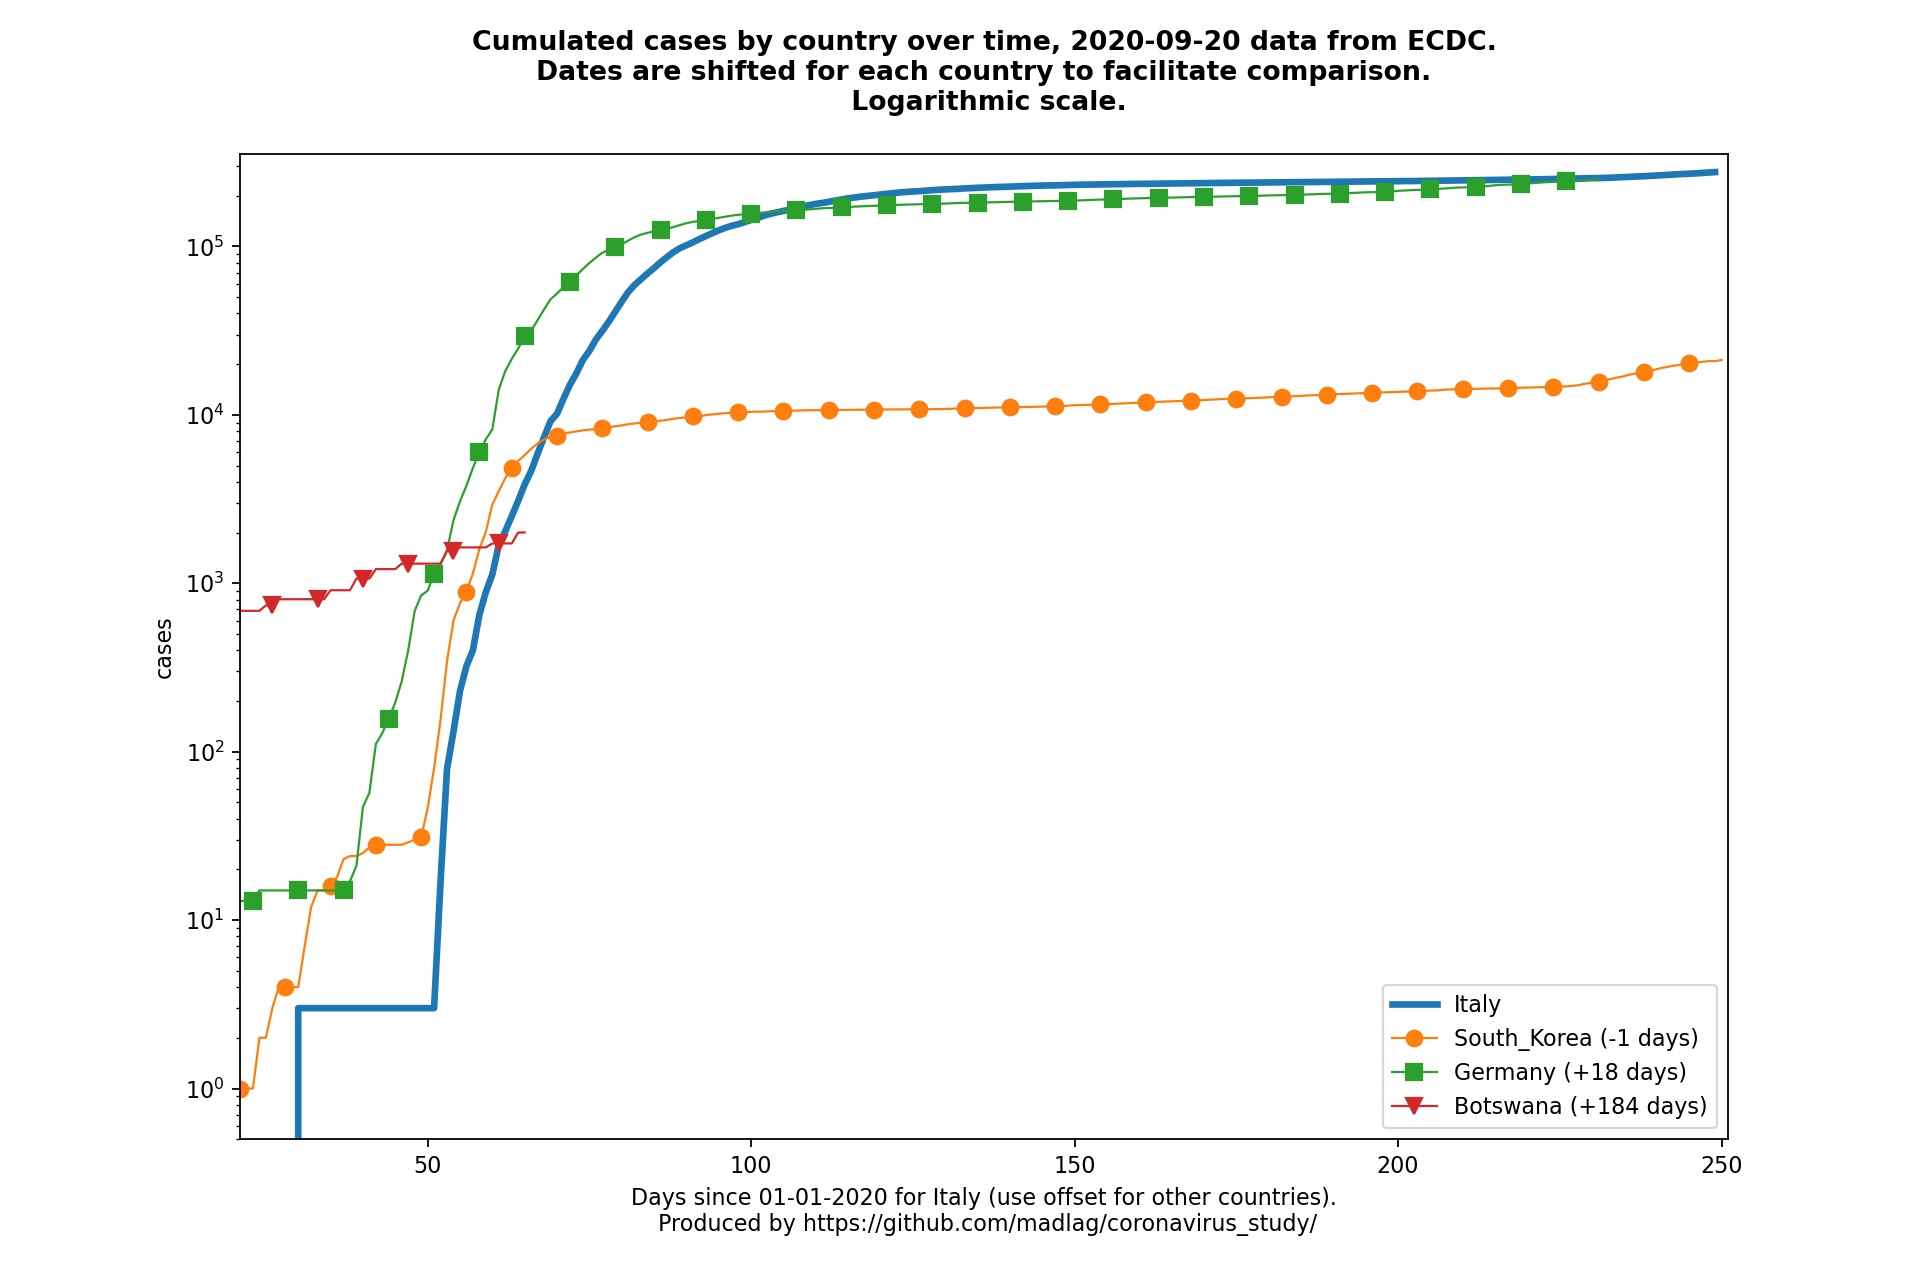 Cumulated cases by country over time, 2020-09-20 data from ECDC.
Dates are shifted for each country to facilitate comparison.
Logarithmic scale.
10^5
10^4
10^3
10^2
10^1
10^0
cases
Italy
South_Korea (-1 days)
Germany (+18 days)
Botswana (+184 days)
50 100 150 200 250
Days since 01-01-2020 for Italy (use offset for other countries).
Produced by https://github.com/madlag/coronavirus_study/